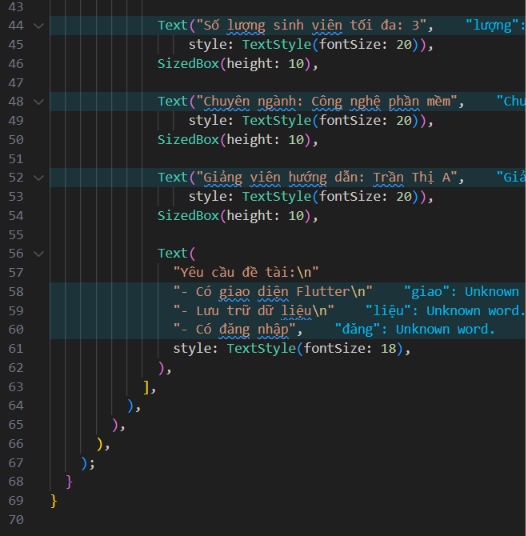 43
44 Text("Số lượng sinh viên tối đa: 3", "lượng":
45 style: TextStyle(fontSize: 20)),
46 SizedBox(height: 10),
47
48 Text("Chuyên ngành: Công nghệ phần mềm", "Chu
49 style: TextStyle(fontSize: 20)),
50 SizedBox(height: 10),
51
52 Text("Giảng viên hướng dẫn: Trần Thị A", "Giả
53 style: TextStyle(fontSize: 20)),
54 SizedBox(height: 10),
55
56 Text(
57 "Yêu cầu đề tài:\n"
58 "- Có giao diện Flutter\n" "giao": Unknown
59 "- Lưu trữ dữ liệu\n" "liệu": Unknown word.
60 "- Có đăng nhập", "đăng": Unknown word.
61 style: TextStyle(fontSize: 18),
62 ),
63 ],
64 ),
65 ),
66 ),
67 );
68 }
69 }
70